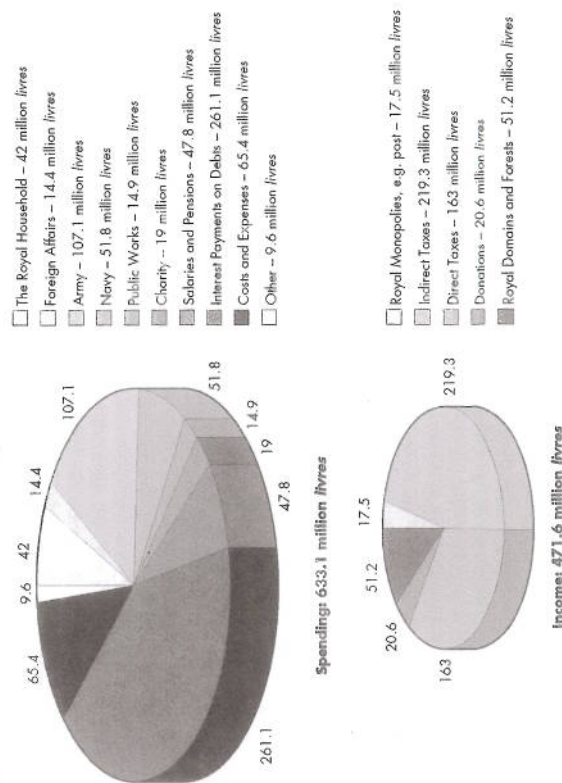 9.6
42
14.4
107.1
51.8
14.9
19
47.8
261.1
65.4
Spending: 633.1 million livres
The Royal Household – 42 million livres
Foreign Affairs – 14.4 million livres
Army – 107.1 million livres
Navy – 51.8 million livres
Public Works – 14.9 million livres
Charity – 19 million livres
Salaries and Pensions – 47.8 million livres
Interest Payments on Debts – 261.1 million livres
Costs and Expenses – 65.4 million livres
Other – 9.6 million livres
51.2
17.5
219.3
163
20.6
Income: 471.6 million livres
Royal Monopolies, e.g. post – 17.5 million livres
Indirect Taxes – 219.3 million livres
Direct Taxes – 163 million livres
Donations – 20.6 million livres
Royal Domains and Forests – 51.2 million livres